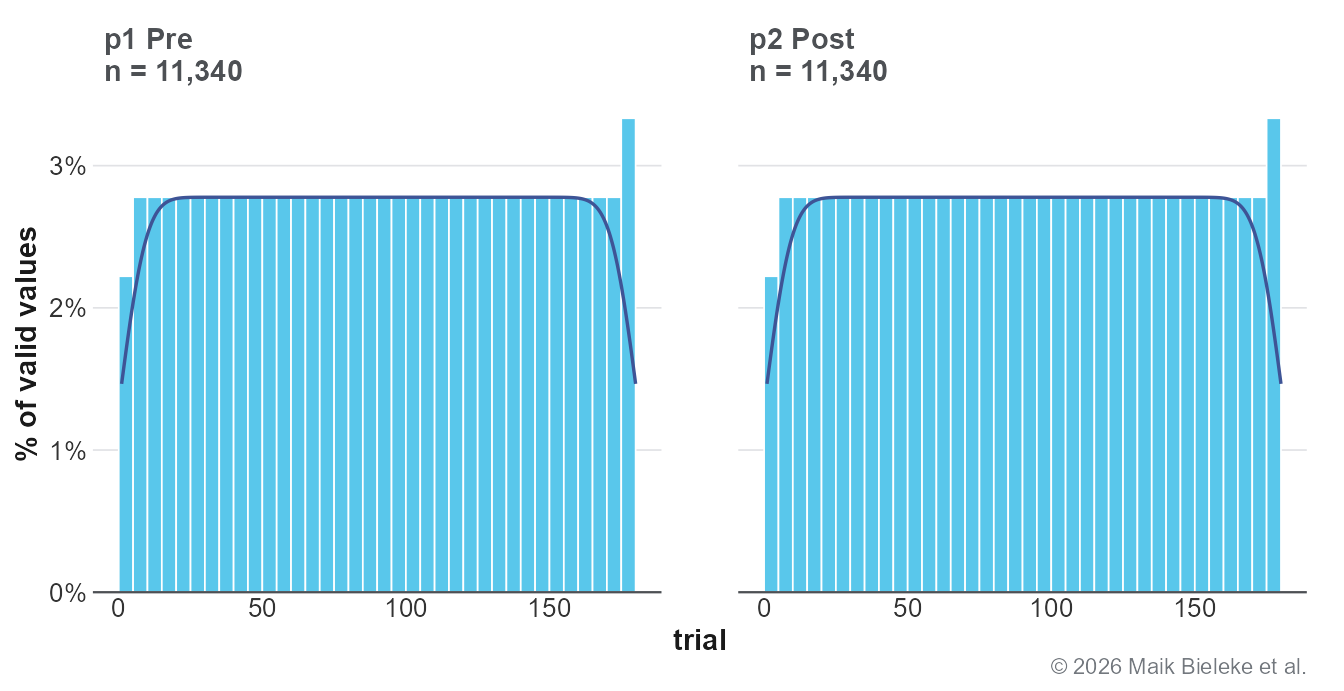 p1 Pre
n = 11,340
p2 Post
n = 11,340
% of valid values
3%
2%
1%
0%
0 50 100 150
0 50 100 150
trial
© 2026 Maik Bieleke et al.